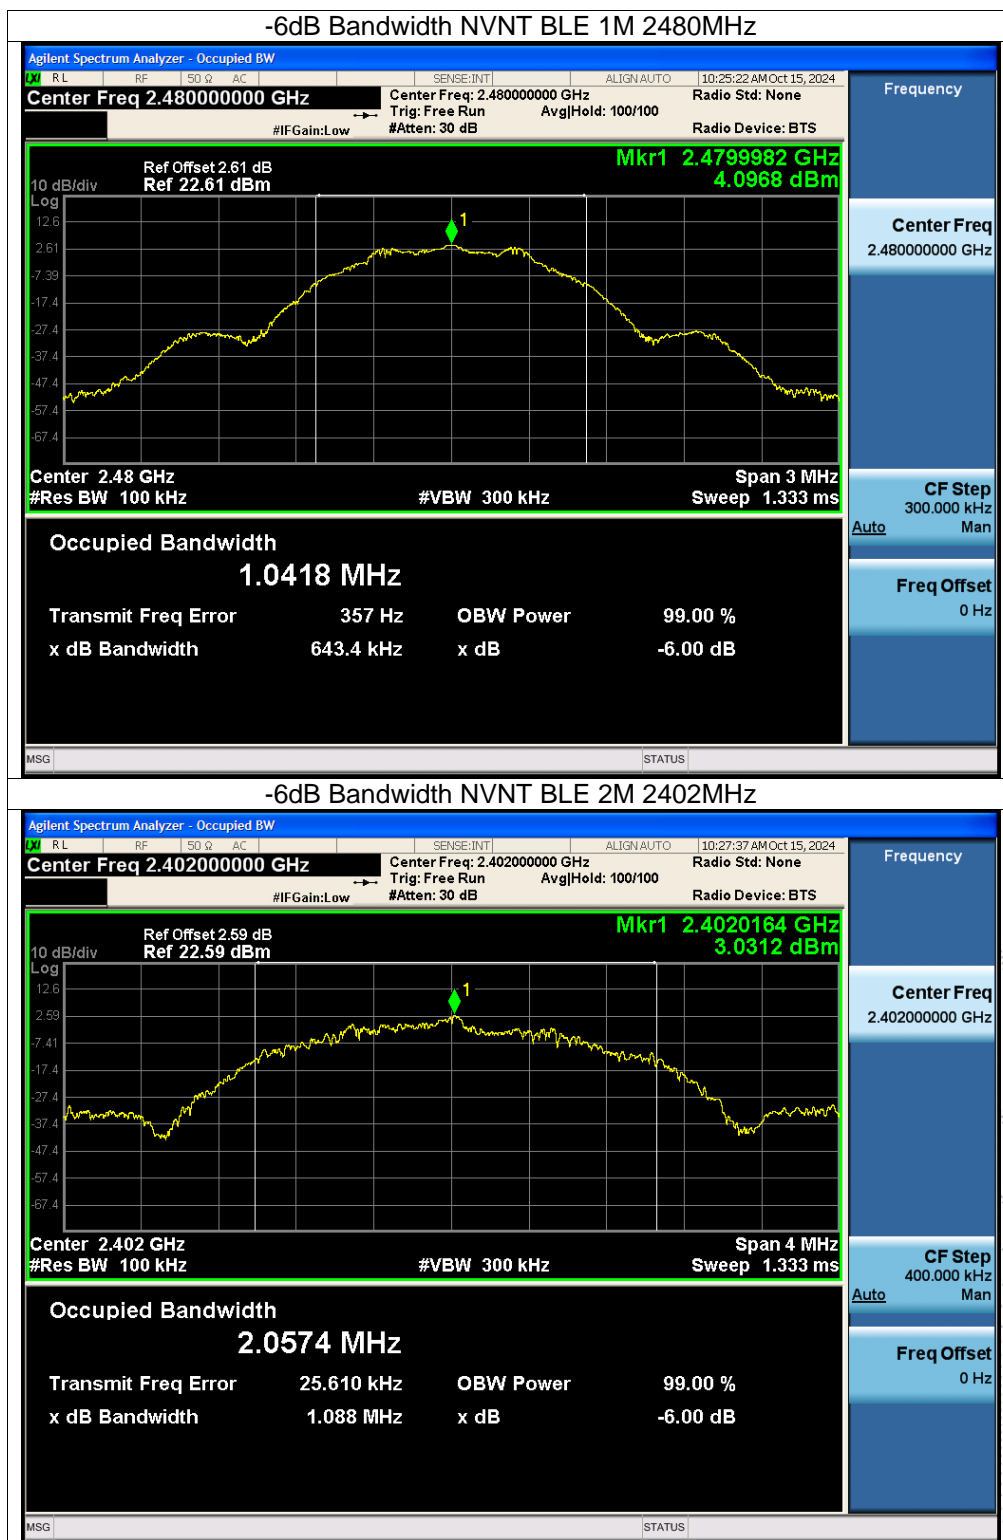 -6dB Bandwidth NVNT BLE 1M 2480MHz
Agilent Spectrum Analyzer - Occupied BW
LXI RL RF 50 Ω AC SENSE:INT ALIGN AUTO 10:25:22 AM Oct 15, 2024
Center Freq 2.480000000 GHz
Center Freq: 2.480000000 GHz
Radio Std: None
Trig: Free Run Avg|Hold: 100/100
#IFGain:Low #Atten: 30 dB Radio Device: BTS
Frequency
Mkr1 2.4799982 GHz
4.0968 dBm
Ref Offset 2.61 dB
10 dB/div Ref 22.61 dBm
Log
12.6
2.61
-7.39
-17.4
-27.4
-37.4
-47.4
-57.4
-67.4
1
Center 2.48 GHz Span 3 MHz
#Res BW 100 kHz #VBW 300 kHz Sweep 1.333 ms
Center Freq
2.480000000 GHz
CF Step
300.000 kHz
Auto Man
Freq Offset
0 Hz
Occupied Bandwidth
1.0418 MHz
Transmit Freq Error 357 Hz OBW Power 99.00 %
x dB Bandwidth 643.4 kHz x dB -6.00 dB
MSG STATUS
-6dB Bandwidth NVNT BLE 2M 2402MHz
Agilent Spectrum Analyzer - Occupied BW
LXI RL RF 50 Ω AC SENSE:INT ALIGN AUTO 10:27:37 AM Oct 15, 2024
Center Freq 2.402000000 GHz
Center Freq: 2.402000000 GHz
Radio Std: None
Trig: Free Run Avg|Hold: 100/100
#IFGain:Low #Atten: 30 dB Radio Device: BTS
Frequency
Mkr1 2.4020164 GHz
3.0312 dBm
Ref Offset 2.59 dB
10 dB/div Ref 22.59 dBm
Log
12.6
2.59
-7.41
-17.4
-27.4
-37.4
-47.4
-57.4
-67.4
1
Center 2.402 GHz Span 4 MHz
#Res BW 100 kHz #VBW 300 kHz Sweep 1.333 ms
Center Freq
2.402000000 GHz
CF Step
400.000 kHz
Auto Man
Freq Offset
0 Hz
Occupied Bandwidth
2.0574 MHz
Transmit Freq Error 25.610 kHz OBW Power 99.00 %
x dB Bandwidth 1.088 MHz x dB -6.00 dB
MSG STATUS